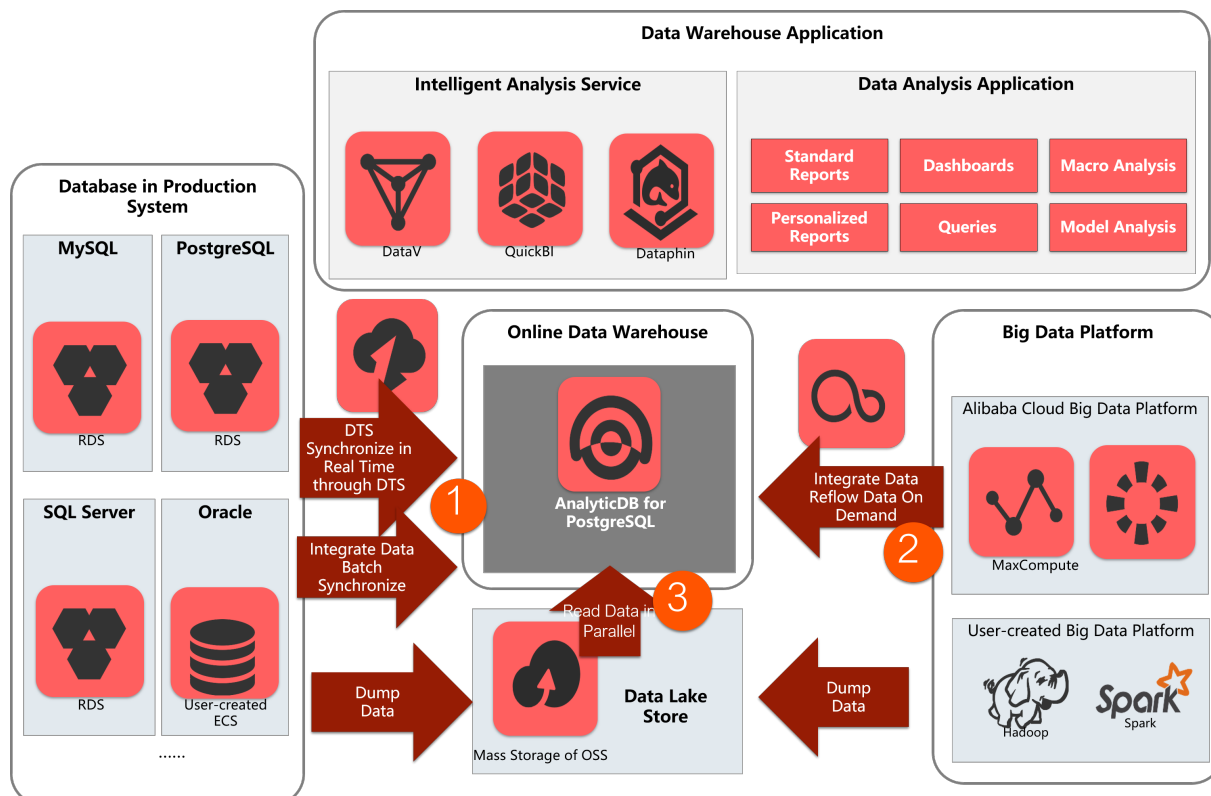 Data Warehouse Application
Intelligent Analysis Service
DataV
QuickBI
Dataphin
Data Analysis Application
Standard
Reports
Dashboards
Macro Analysis
Personalized
Reports
Queries
Model Analysis
Database in Production
System
MySQL
RDS
PostgreSQL
RDS
SQL Server
RDS
Oracle
User-created
ECS
......
DTS
Synchronize in
Real Time
through DTS
1
Integrate Data
Batch
Synchronize
Dump
Data
Online Data Warehouse
AnalyticDB for
PostgreSQL
3
Read Data in
Parallel
Data Lake
Store
Mass Storage of OSS
Integrate Data
Reflow Data On
Demand
2
Dump
Data
Big Data Platform
Alibaba Cloud Big Data Platform
MaxCompute
User-created Big Data Platform
Hadoop
Spark
Spark